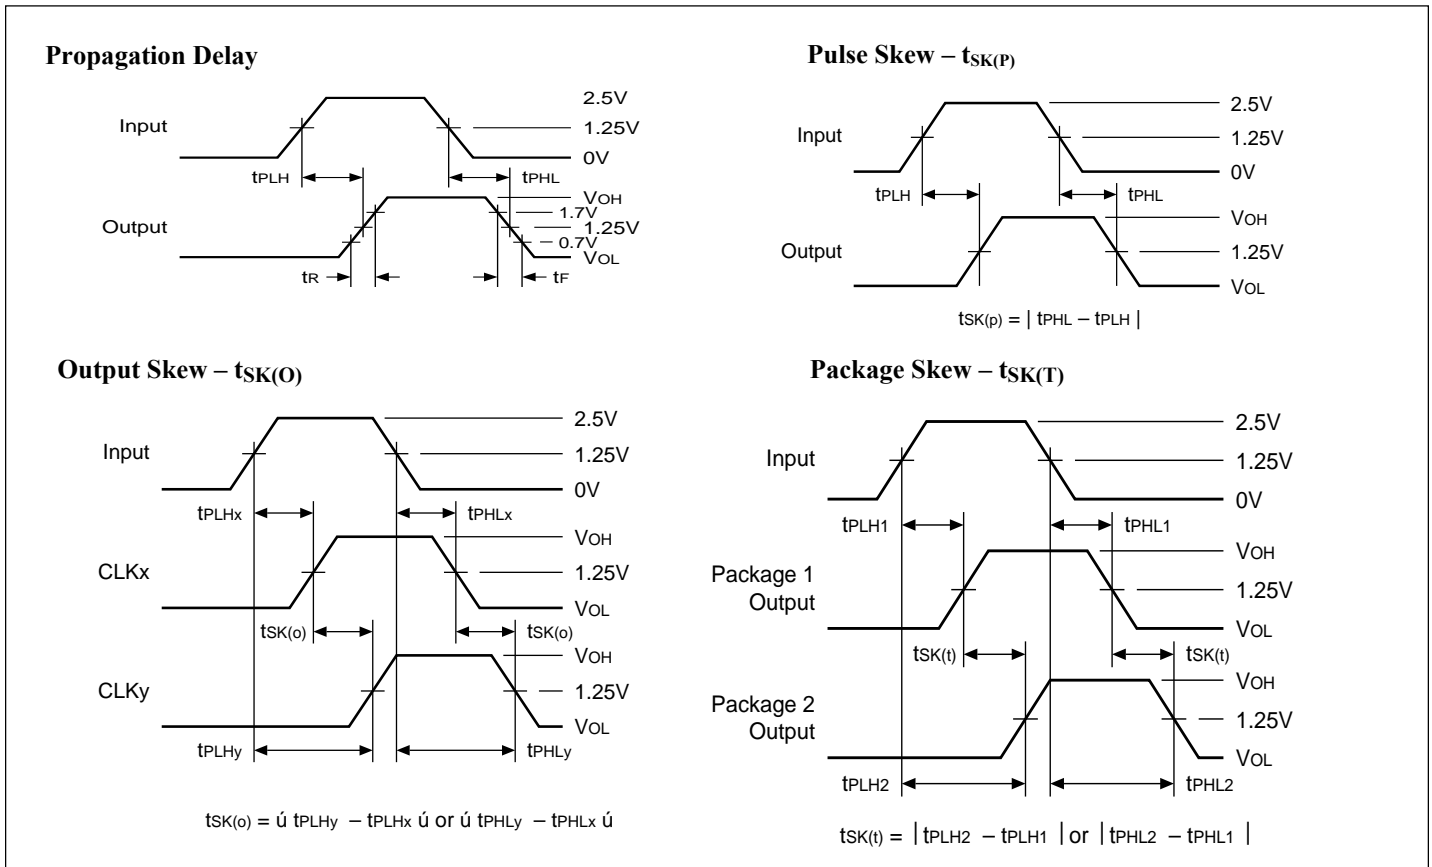 Propagation Delay
Input
2.5V
1.25V
0V
tPLH
tPHL
Output
VOH
1.7V
1.25V
0.7V
VOL
tR
tF
Pulse Skew – tSK(P)
Input
2.5V
1.25V
0V
tPLH
tPHL
Output
VOH
1.25V
VOL
tSK(p) = | tPHL – tPLH |
Output Skew – tSK(O)
Input
2.5V
1.25V
0V
tPLHx
tPHLx
CLKx
VOH
1.25V
VOL
tSK(o)
tSK(o)
CLKy
VOH
1.25V
VOL
tPLHy
tPHLy
tSK(o) = ú tPLHy – tPLHx ú or ú tPHLy – tPHLx ú
Package Skew – tSK(T)
Input
2.5V
1.25V
0V
tPLH1
tPHL1
Package 1
Output
VOH
1.25V
VOL
tSK(t)
tSK(t)
Package 2
Output
VOH
1.25V
VOL
tPLH2
tPHL2
tSK(t) = | tPLH2 – tPLH1 | or | tPHL2 – tPHL1 |